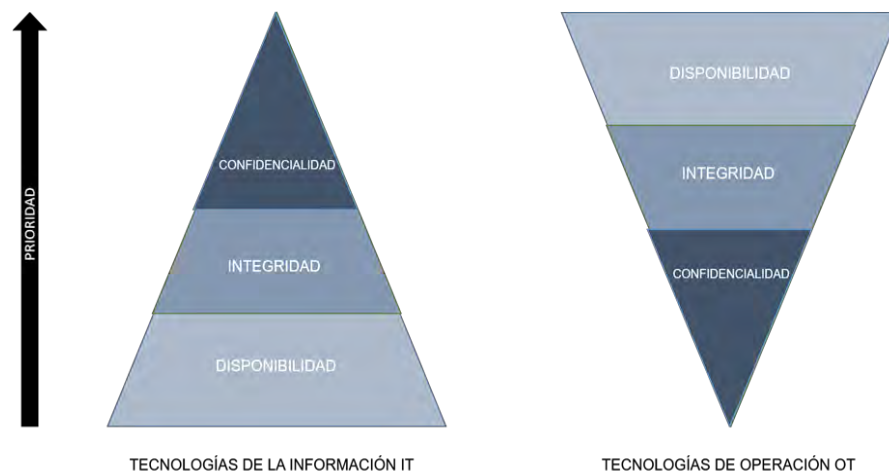 PRIORIDAD
CONFIDENCIALIDAD
INTEGRIDAD
DISPONIBILIDAD
TECNOLOGÍAS DE LA INFORMACIÓN IT
DISPONIBILIDAD
INTEGRIDAD
CONFIDENCIALIDAD
TECNOLOGÍAS DE OPERACIÓN OT